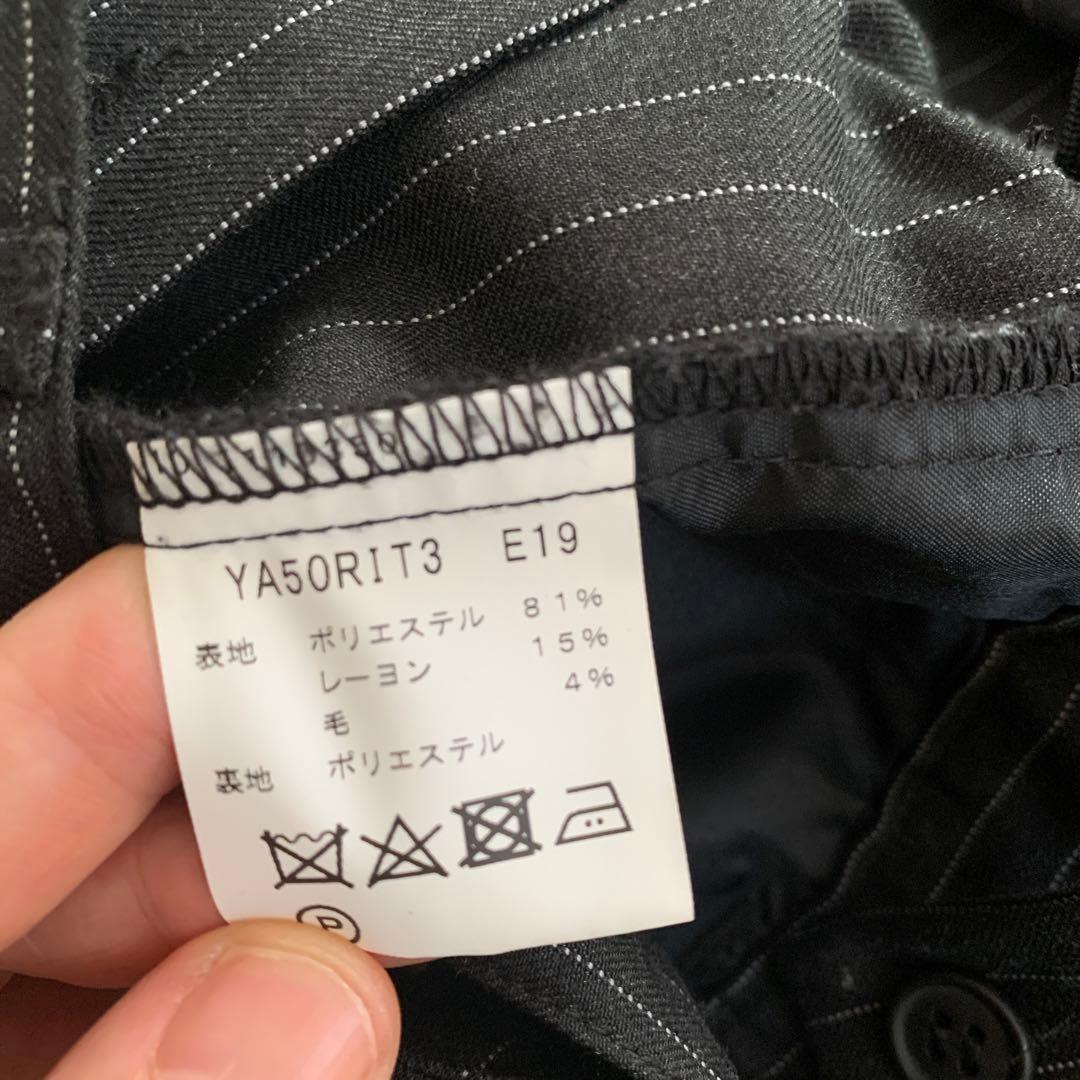 YA50RIT3 E19
表地 ポリエステル 81%
レーヨン 15%
毛 4%
裏地 ポリエステル
P